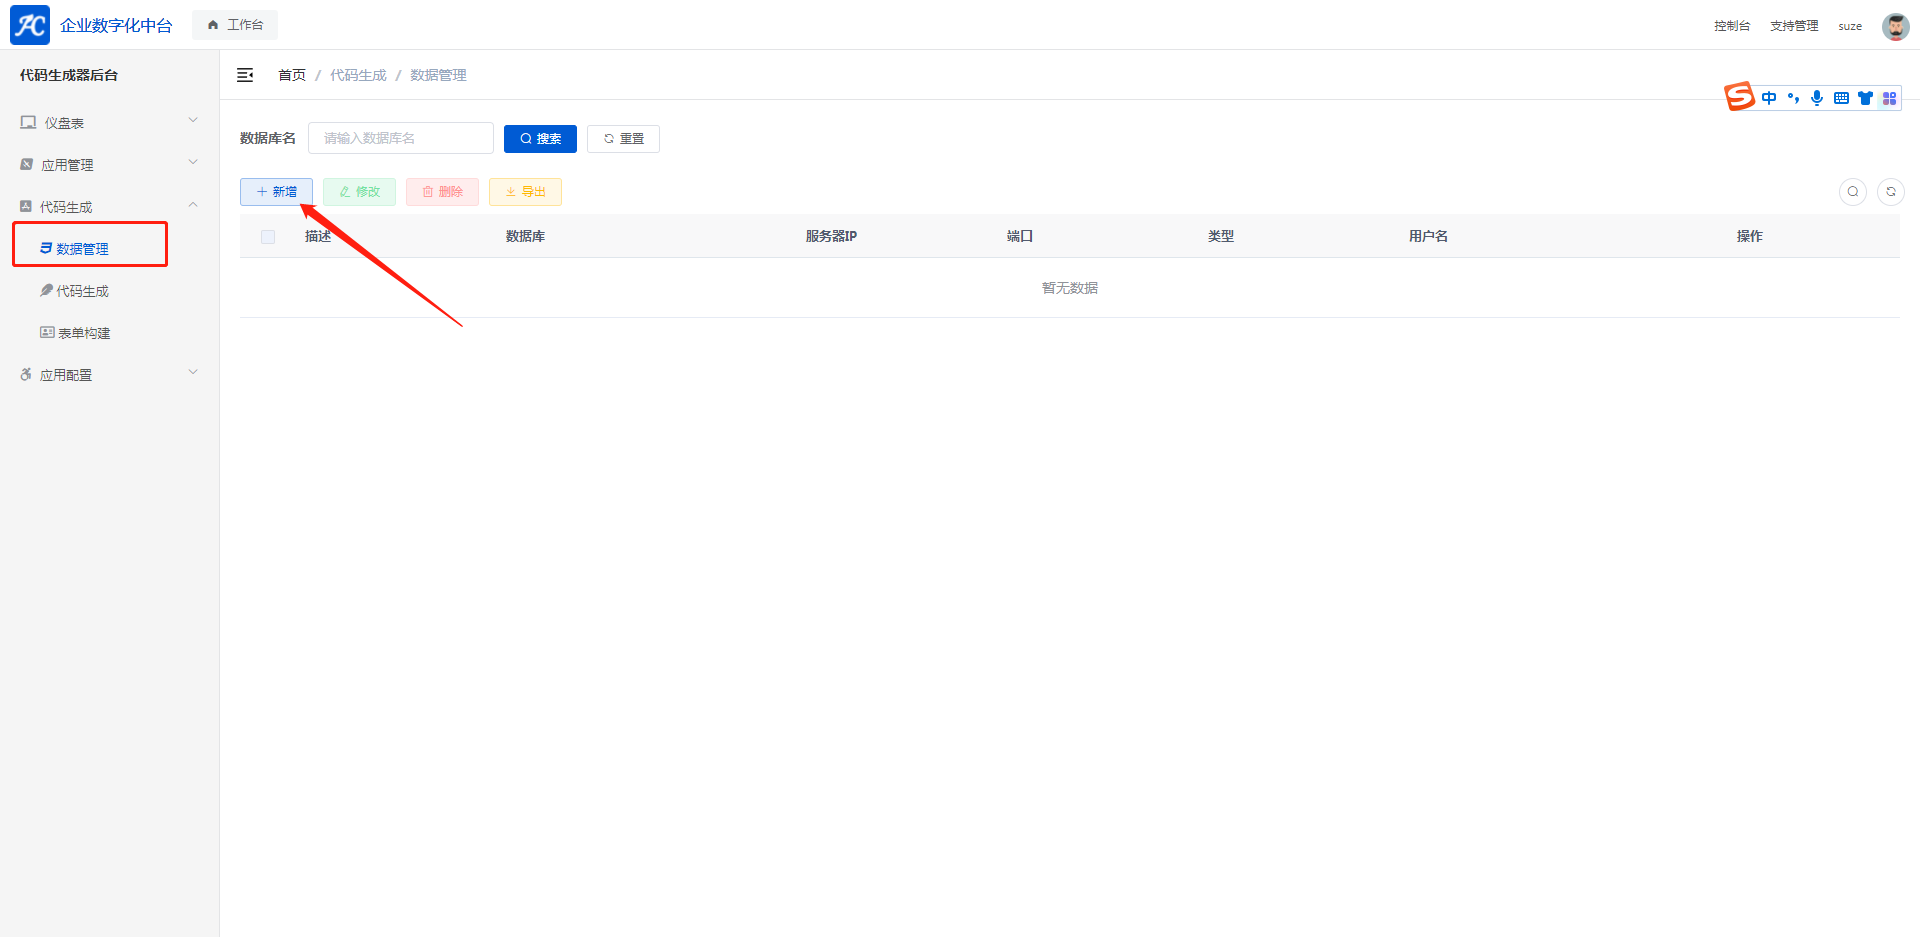 企业数字化中台
工作台
控制台
支持管理
suze
代码生成器后台
首页 / 代码生成 / 数据管理
中
仪盘表
应用管理
代码生成
数据管理
代码生成
表单构建
应用配置
数据库名
请输入数据库名
搜索
重置
新增
修改
删除
导出
描述 数据库 服务器IP 端口 类型 用户名 操作
暂无数据